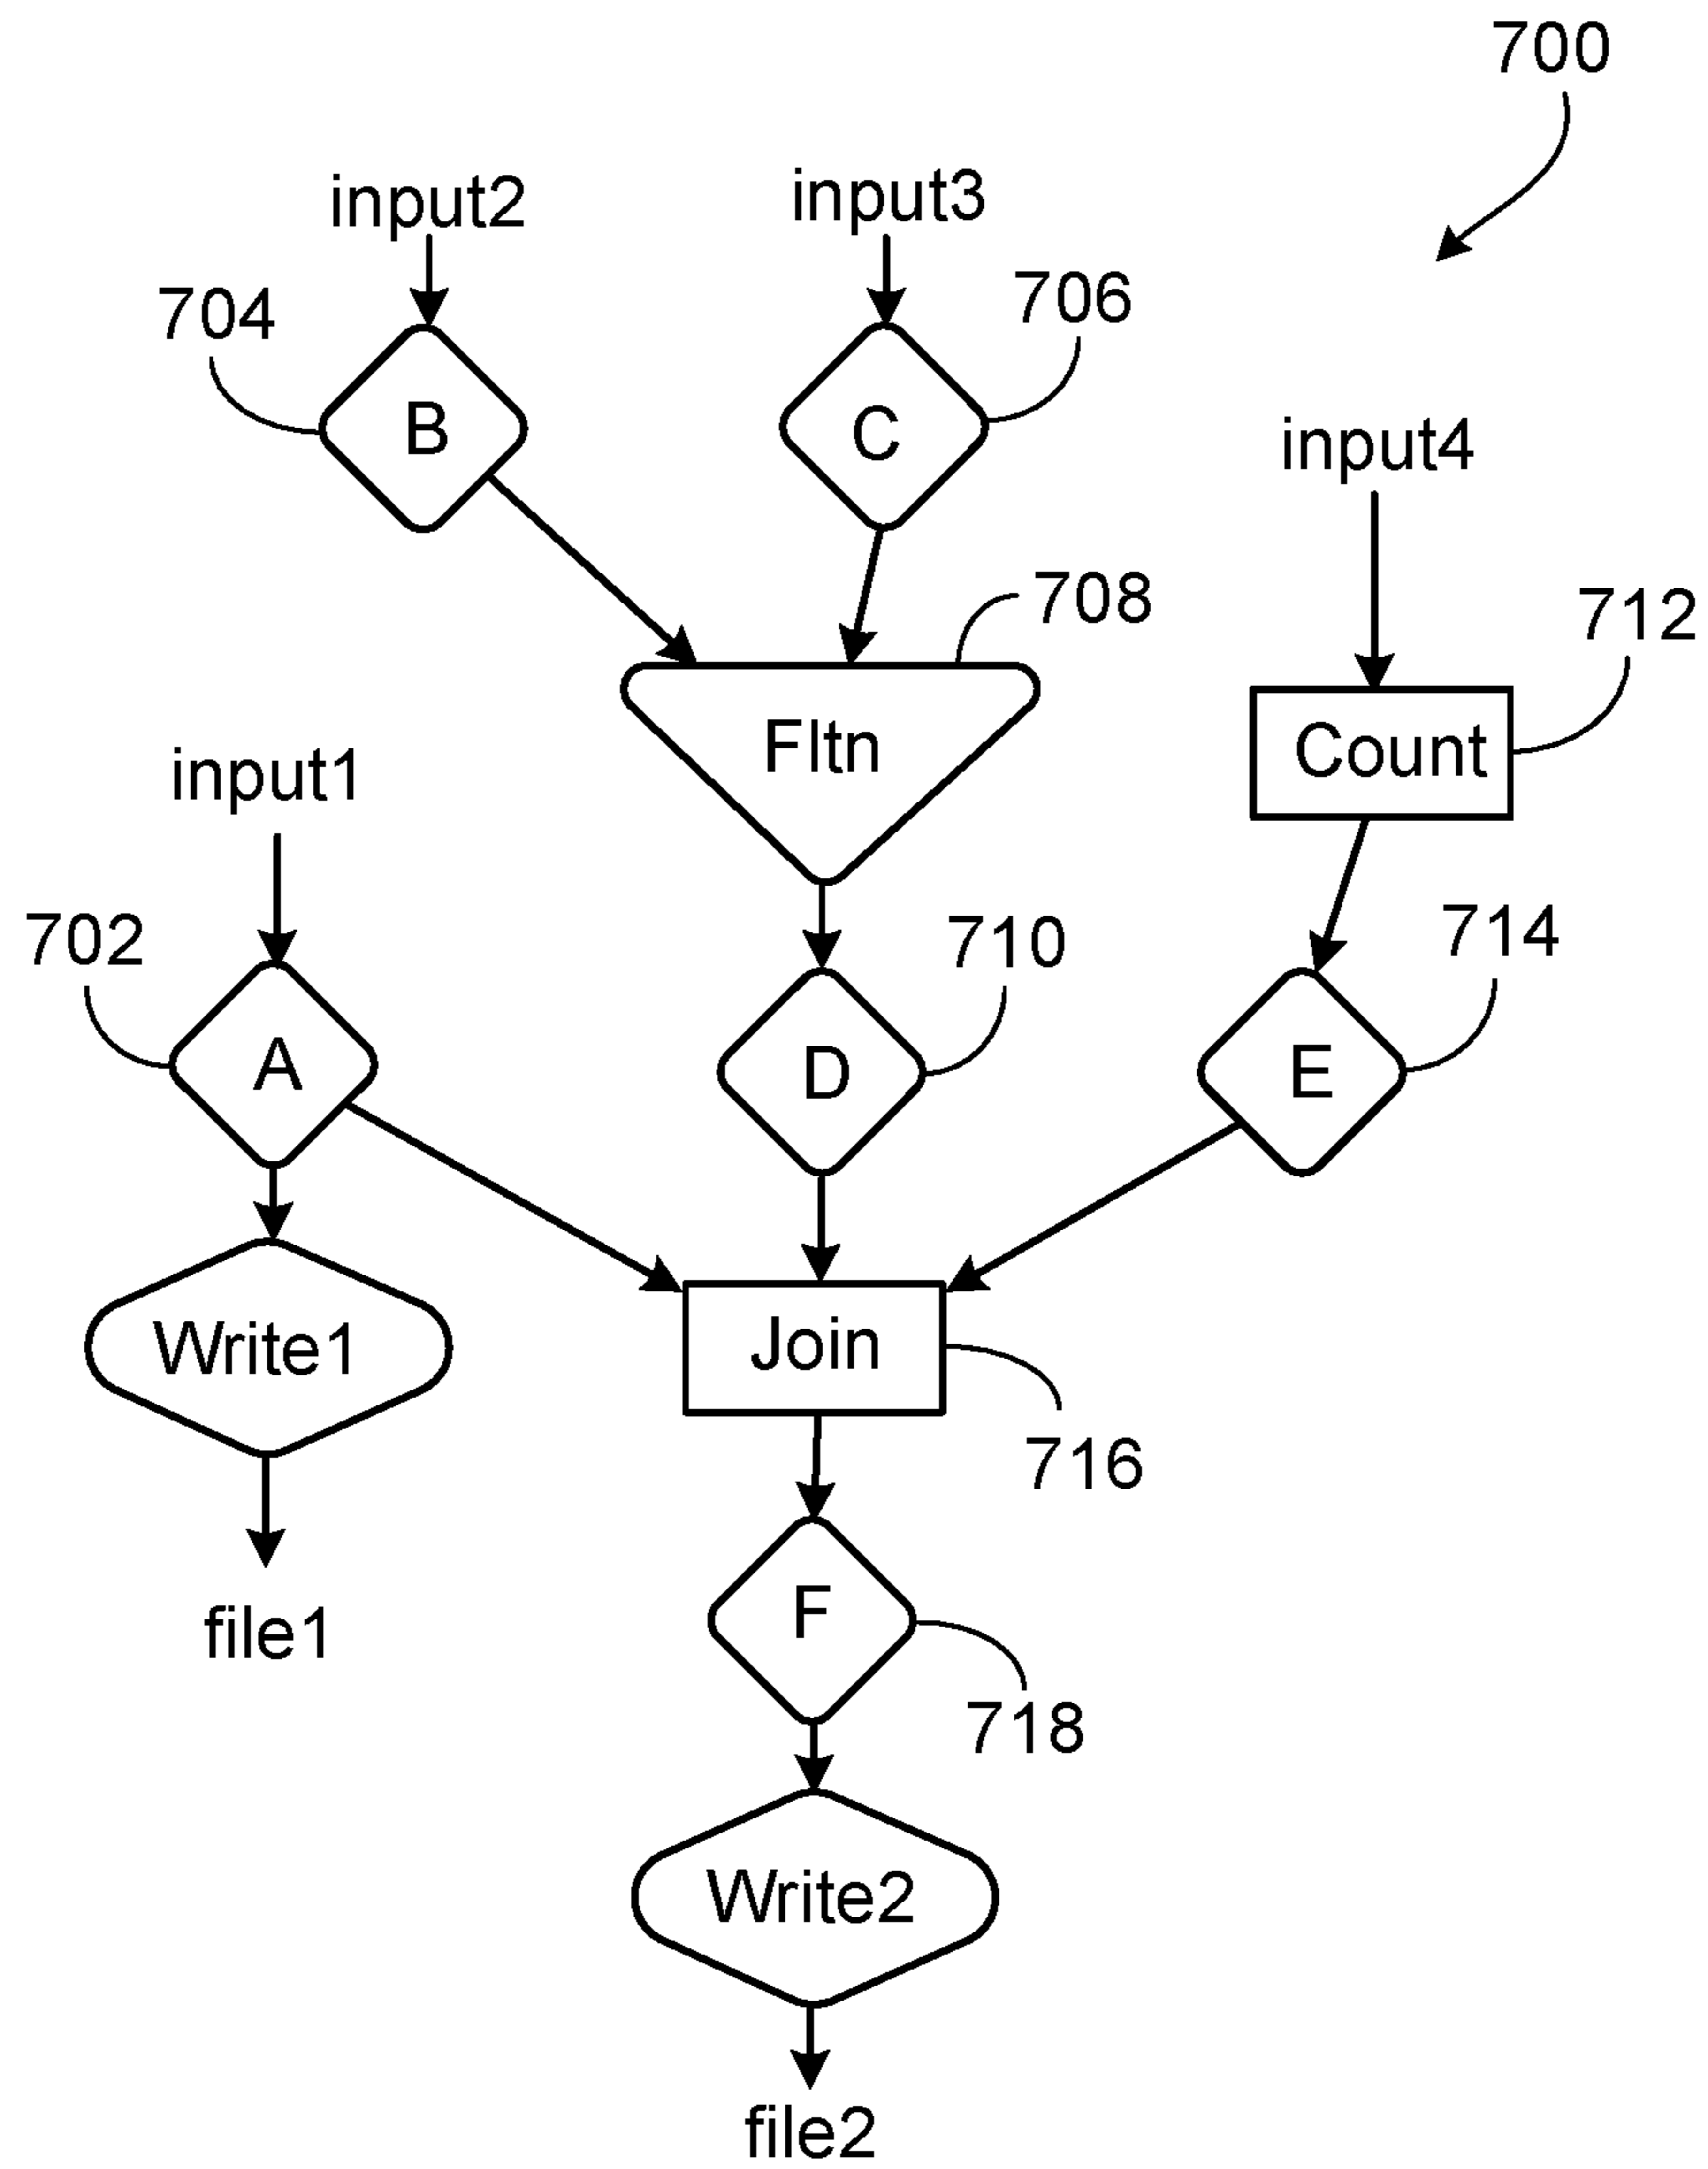 700
input2
input3
704
706
B
C
input4
708
712
Fltn
Count
input1
702
710
714
A
D
E
Write1
Join
716
file1
F
718
Write2
file2